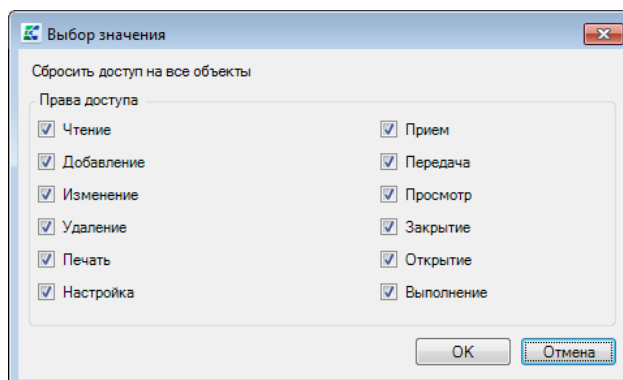 Выбор значения
Сбросить доступ на все объекты
Права доступа
Чтение
Добавление
Изменение
Удаление
Печать
Настройка
Прием
Передача
Просмотр
Закрытие
Открытие
Выполнение
OK
Отмена